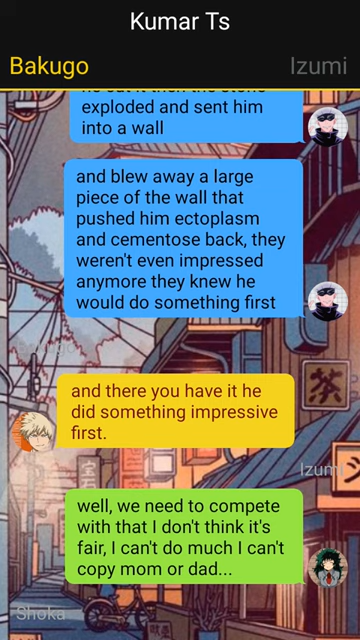 Kumar Ts
Bakugo
Izumi
exploded and sent him
into a wall
and blew away a large
piece of the wall that
pushed him ectoplasm
and cementose back, they
weren't even impressed
anymore they knew he
would do something first
and there you have it he
did something impressive
first.
Izumi
well, we need to compete
with that I don't think it's
fair, I can't do much I can't
copy mom or dad...
Shoka